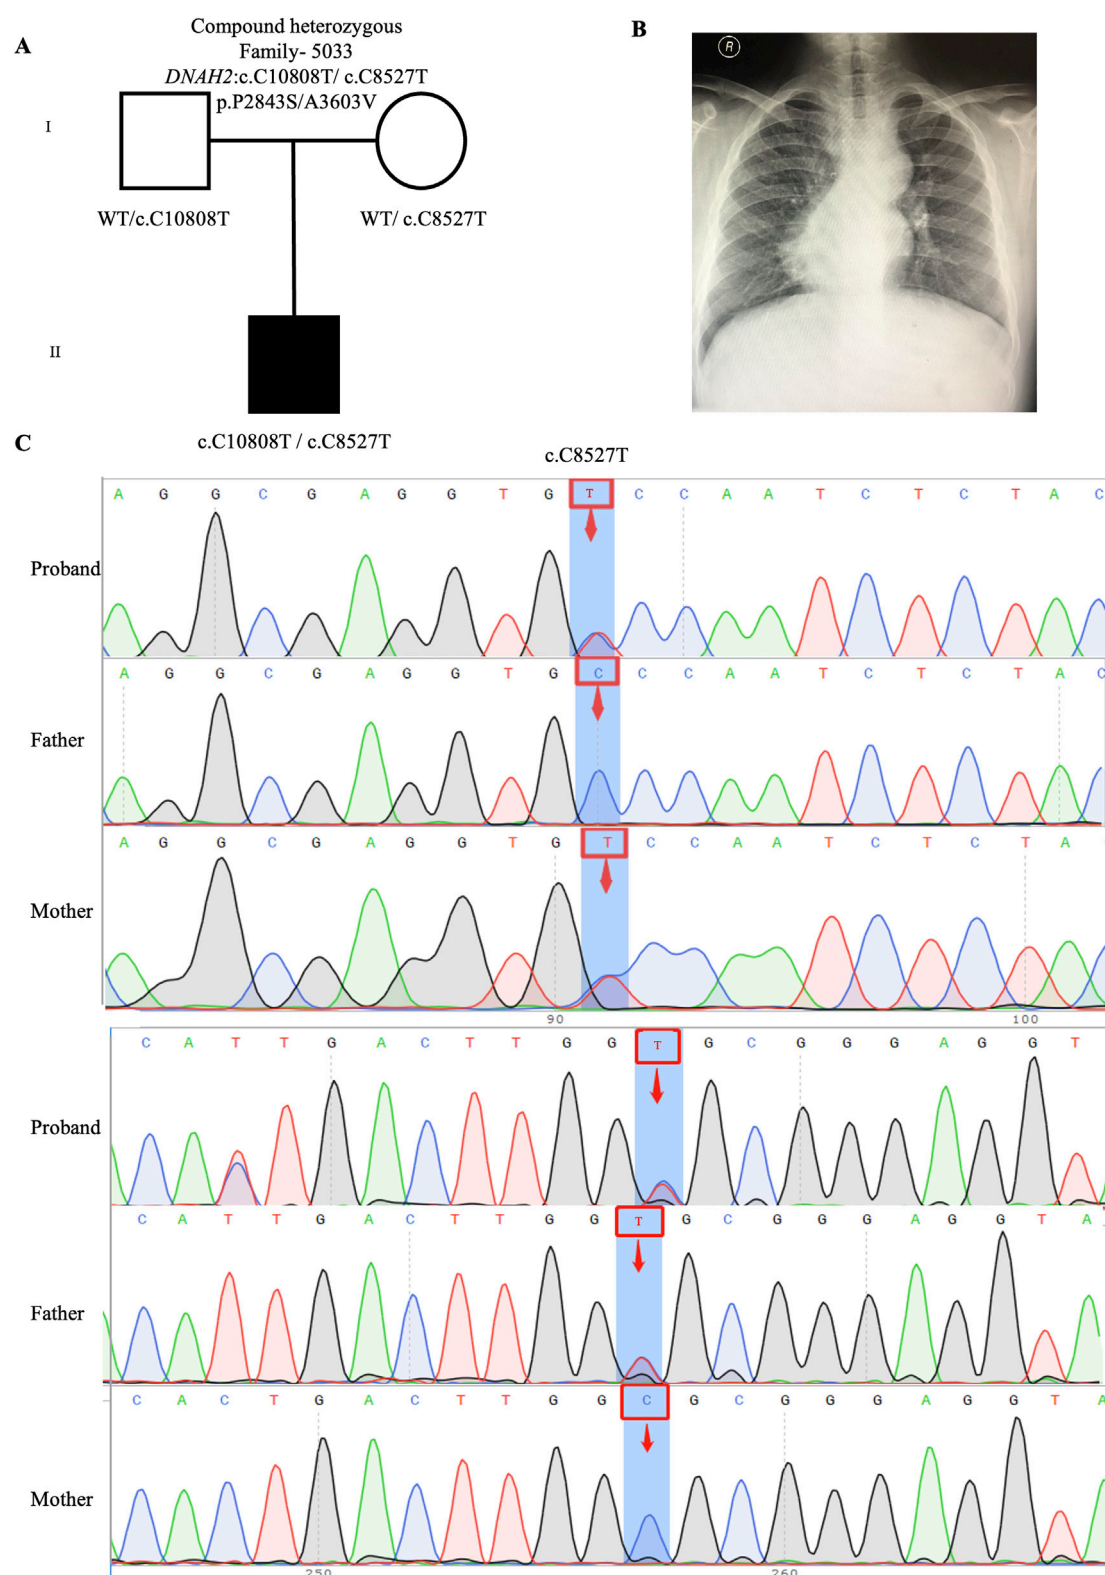 A
Compound heterozygous
Family- 5033
DNAH2:c.C10808T/ c.C8527T
p.P2843S/A3603V
I
WT/c.C10808T
WT/ c.C8527T
II
c.C10808T / c.C8527T
B
R
C
c.C8527T
A G G C G A G G T G T C C A A T C T C T A C
Proband
A G G C G A G G T G C C C A A T C T C T A C
Father
A G G C G A G G T G T C C A A T C T C T A
Mother
90 100
C A T T G A C T T G G T G C G G G A G G T
Proband
C A T T G A C T T G G T G C G G G A G G T A
Father
C A C T G A C T T G G C G C G G G A G G T A
Mother
250 260